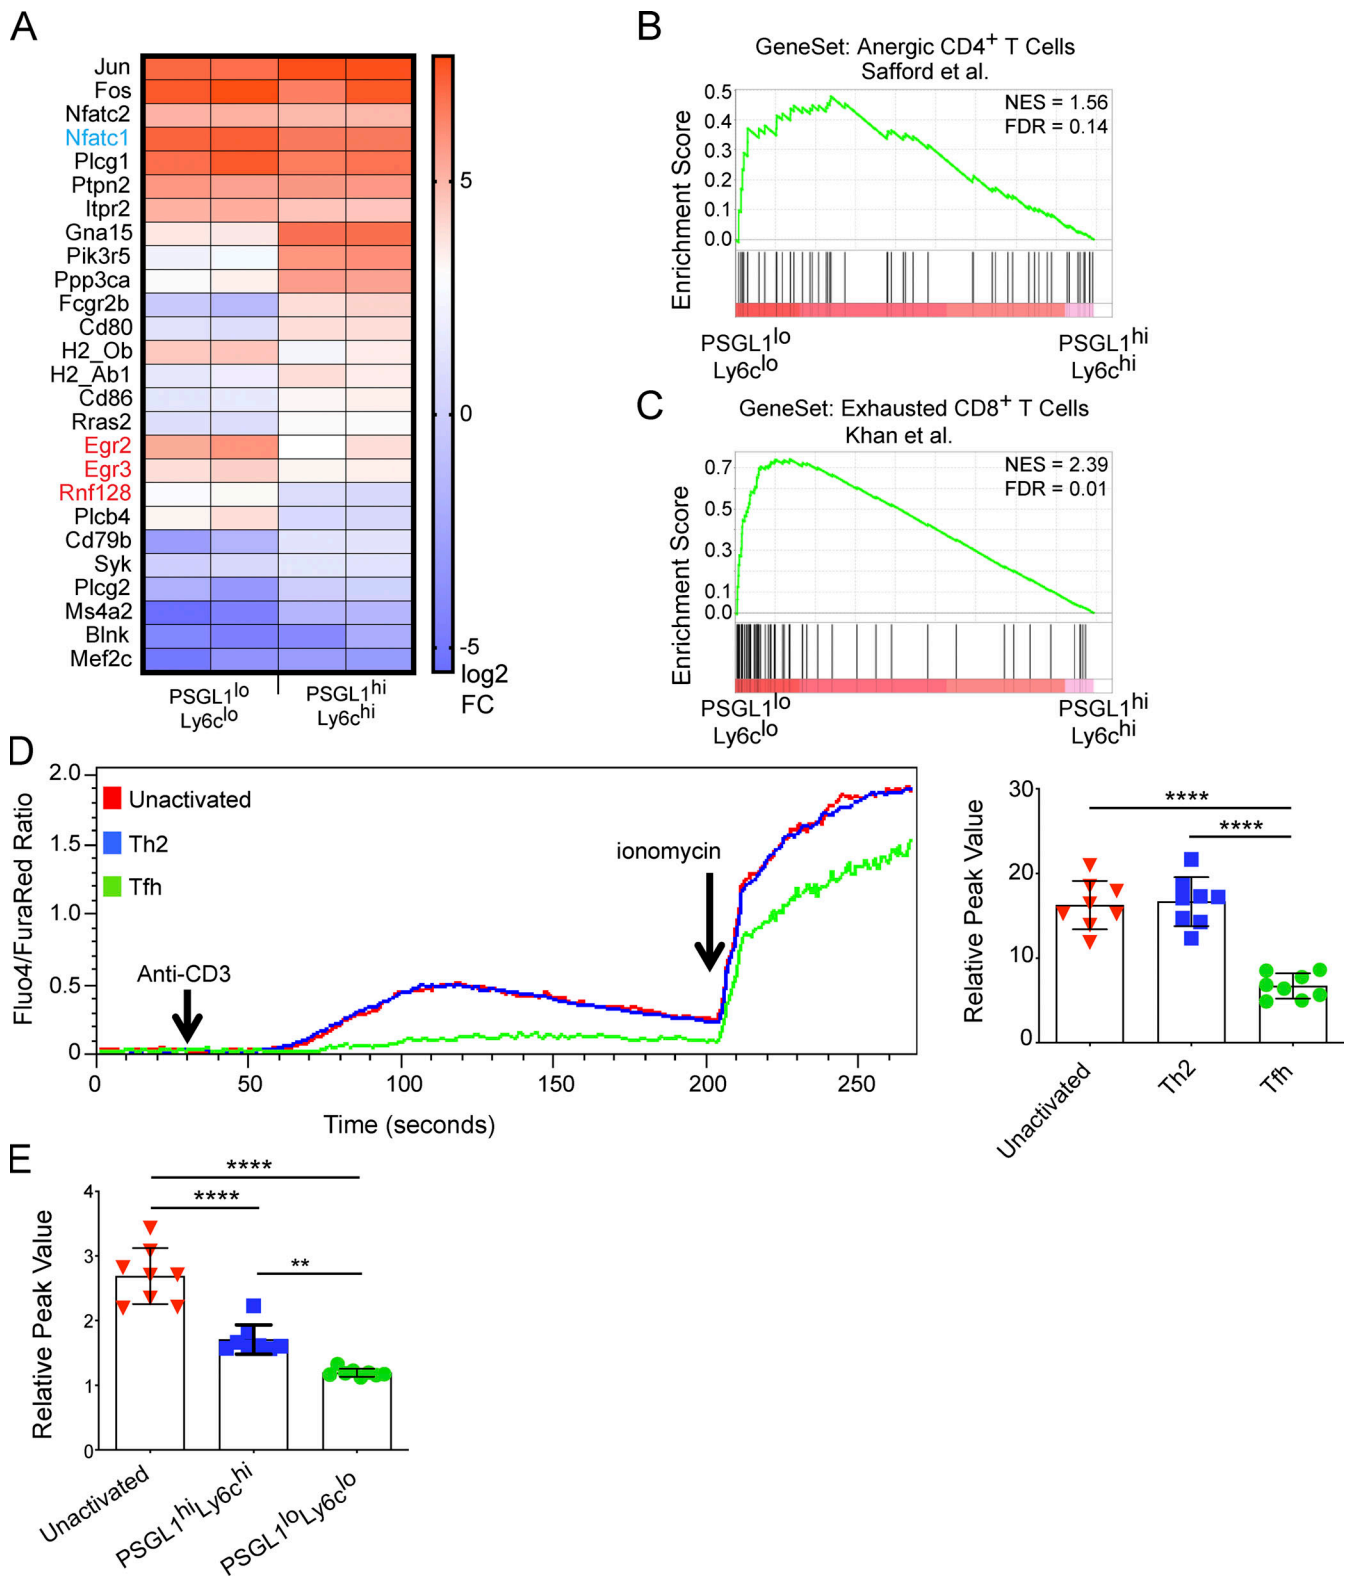 A
Jun
Fos
Nfatc2
Nfatc1
Plcg1
Ptpn2
Itpr2
Gna15
Pik3r5
Ppp3ca
Fcgr2b
Cd80
H2_Ob
H2_Ab1
Cd86
Rras2
Egr2
Egr3
Rnf128
Plcb4
Cd79b
Syk
Plcg2
Ms4a2
Blnk
Mef2c
5
0
-5
log2
FC
PSGL1lo
Ly6clo
PSGL1hi
Ly6chi
B
GeneSet: Anergic CD4+ T Cells
Safford et al.
NES = 1.56
FDR = 0.14
Enrichment Score
0.5
0.4
0.3
0.2
0.1
0.0
PSGL1lo
Ly6clo
PSGL1hi
Ly6chi
C
GeneSet: Exhausted CD8+ T Cells
Khan et al.
NES = 2.39
FDR = 0.01
Enrichment Score
0.7
0.5
0.3
0.1
0.0
PSGL1lo
Ly6clo
PSGL1hi
Ly6chi
D
Fluo4/FuraRed Ratio
2.0
1.5
1.0
0.5
0
Unactivated
Th2
Tfh
Anti-CD3
ionomycin
0 50 100 150 200 250
Time (seconds)
Relative Peak Value
30
20
10
0
****
****
Unactivated
Th2
Tfh
E
Relative Peak Value
4
3
2
1
0
****
****
**
Unactivated
PSGL1hiLy6chi
PSGL1loLy6clo